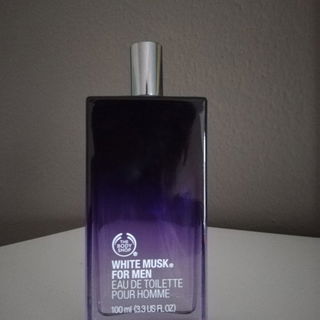 THE
BODY
SHOP®
WHITE MUSK®
FOR MEN
EAU DE TOILETTE
POUR HOMME
100 ml (3.3 US FL OZ)